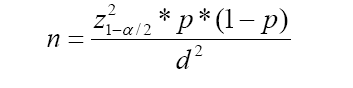 n = z²₁₋α/₂ * p * (1 − p) / d²